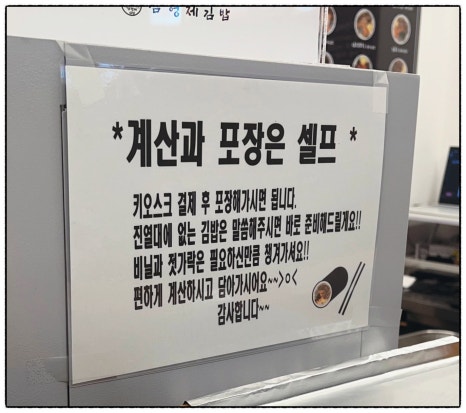 김밥
*계산과 포장은 셀프 *
키오스크 결제 후 포장해가시면 됩니다.
진열대에 없는 김밥은 말씀해주시면 바로 준비해드릴게요!!
비닐과 젓가락은 필요하신만큼 챙겨가서요!!
편하게 계산하시고 담아가시어요~~>o<
감사합니다~~